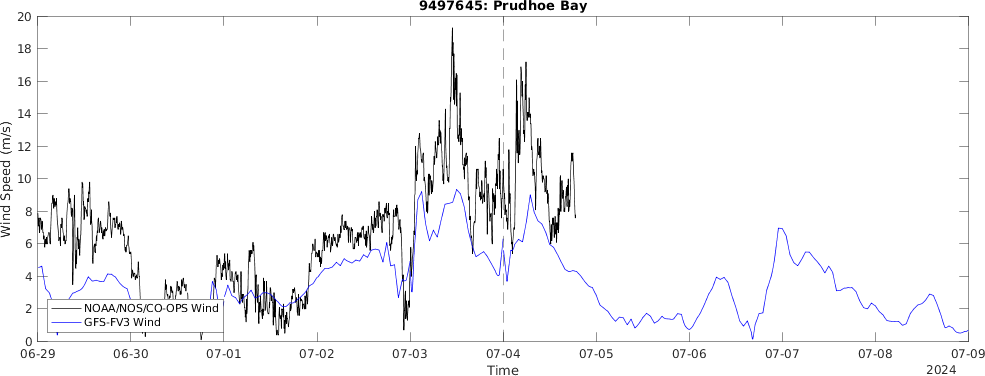 9497645: Prudhoe Bay
20
18
16
14
12
10
8
6
4
2
0
Wind Speed (m/s)
NOAA/NOS/CO-OPS Wind
GFS-FV3 Wind
06-29 06-30 07-01 07-02 07-03 07-04 07-05 07-06 07-07 07-08 07-09
Time
2024